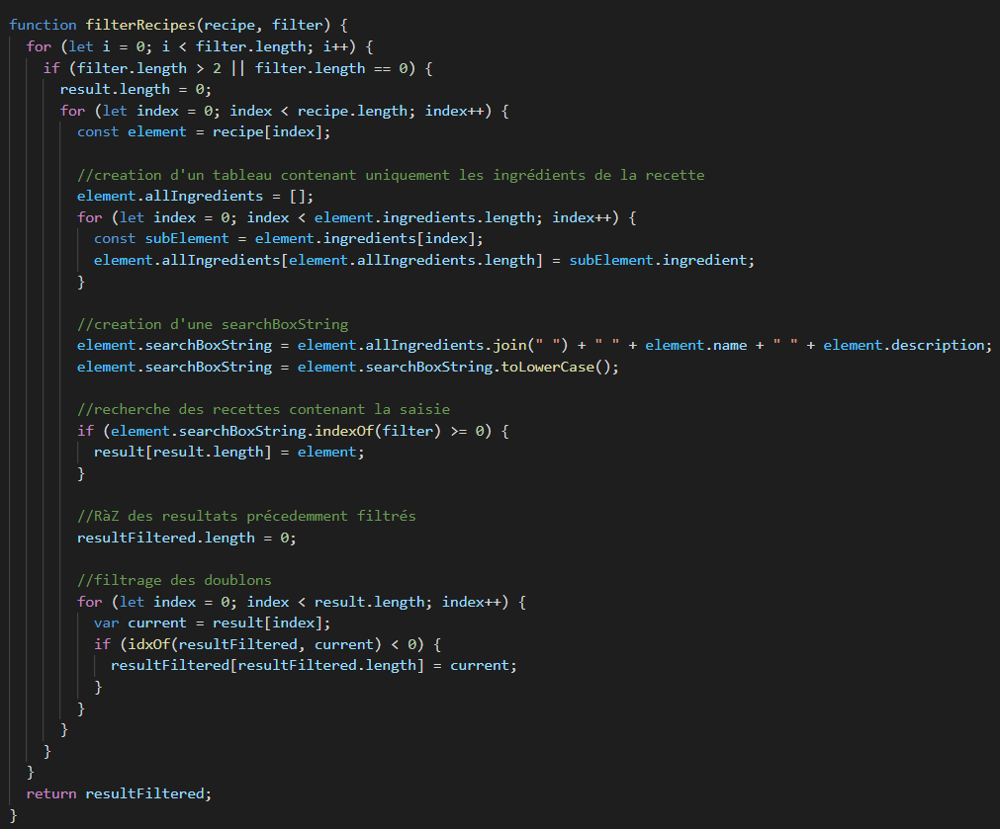 function filterRecipes(recipe, filter) {
for (let i = 0; i < filter.length; i++) {
if (filter.length > 2 || filter.length == 0) {
result.length = 0;
for (let index = 0; index < recipe.length; index++) {
const element = recipe[index];
//creation d'un tableau contenant uniquement les ingrédients de la recette
element.allIngredients = [];
for (let index = 0; index < element.ingredients.length; index++) {
const subElement = element.ingredients[index];
element.allIngredients[element.allIngredients.length] = subElement.ingredient;
}
//creation d'une searchBoxString
element.searchBoxString = element.allIngredients.join(" ") + " " + element.name + " " + element.description;
element.searchBoxString = element.searchBoxString.toLowerCase();
//recherche des recettes contenant la saisie
if (element.searchBoxString.indexOf(filter) >= 0) {
result[result.length] = element;
}
//RàZ des resultats précedemment filtrés
resultFiltered.length = 0;
//filtrage des doublons
for (let index = 0; index < result.length; index++) {
var current = result[index];
if (idxOf(resultFiltered, current) < 0) {
resultFiltered[resultFiltered.length] = current;
}
}
}
}
}
return resultFiltered;
}